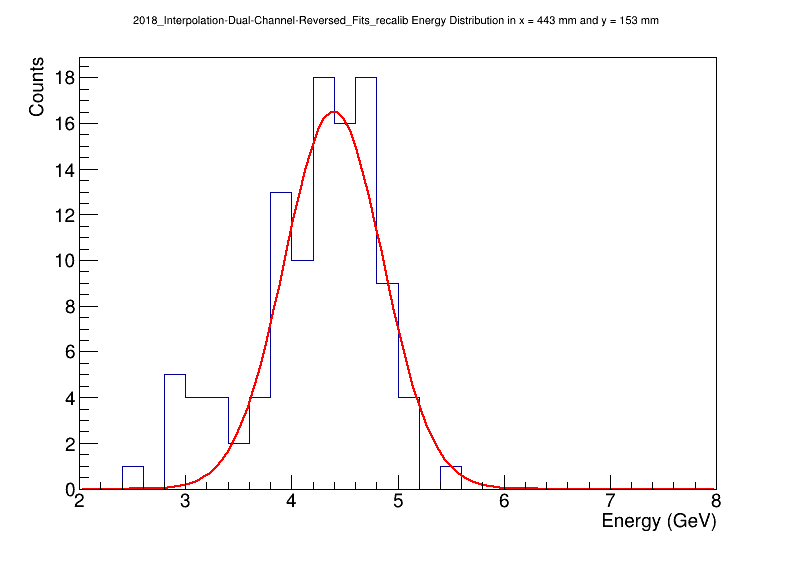 2018_Interpolation-Dual-Channel-Reversed_Fits_recalib Energy Distribution in x = 443 mm and y = 153 mm
Counts
18
16
14
12
10
8
6
4
2
0
2 3 4 5 6 7 8
Energy (GeV)